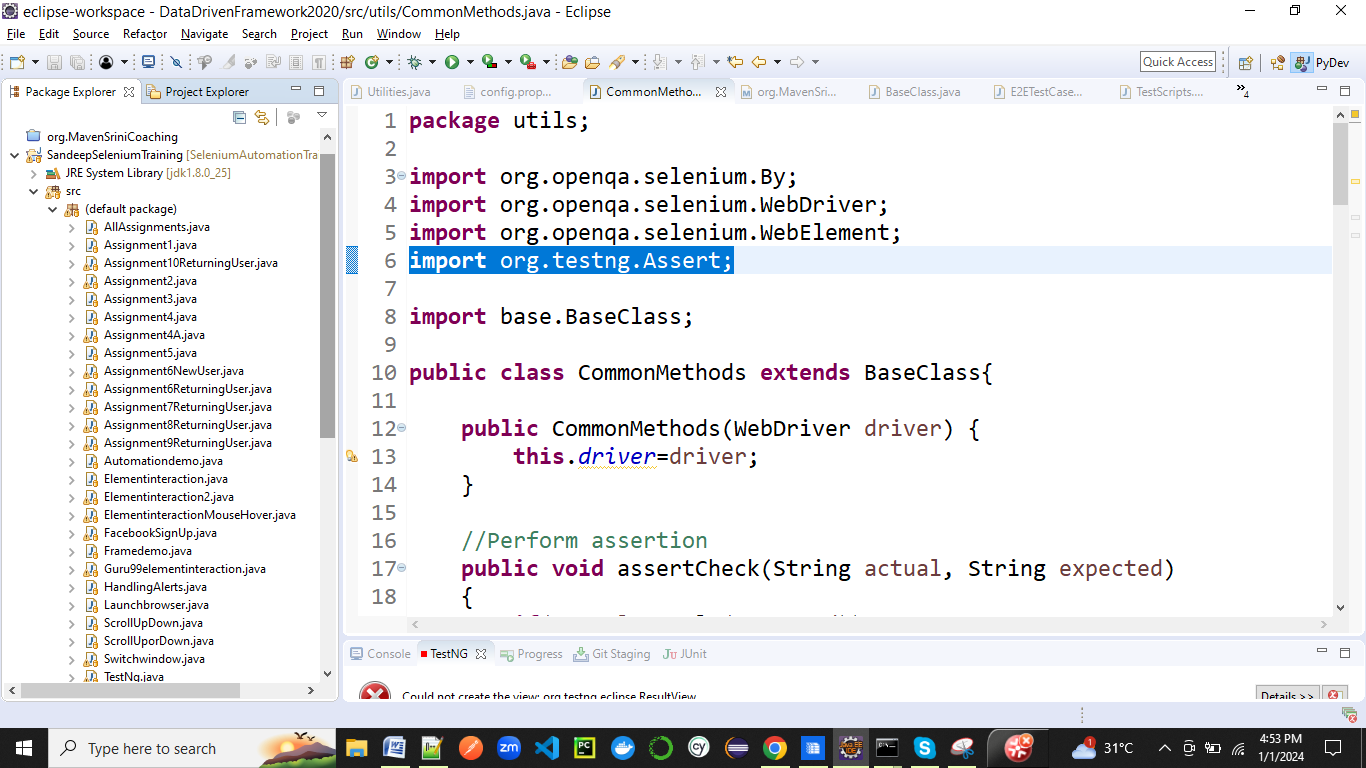 eclipse-workspace - DataDrivenFramework2020/src/utils/CommonMethods.java - Eclipse
File Edit Source Refactor Navigate Search Project Run Window Help
Quick Access
PyDev
Package Explorer
Project Explorer
org.MavenSriniCoaching
SandeepSeleniumTraining [SeleniumAutomationTra
JRE System Library [jdk1.8.0_25]
src
(default package)
AllAssignments.java
Assignment1.java
Assignment10ReturningUser.java
Assignment2.java
Assignment3.java
Assignment4.java
Assignment4A.java
Assignment5.java
Assignment6NewUser.java
Assignment6ReturningUser.java
Assignment7ReturningUser.java
Assignment8ReturningUser.java
Assignment9ReturningUser.java
Automationdemo.java
Elementinteraction.java
Elementinteraction2.java
ElementinteractionMouseHover.java
FacebookSignUp.java
Framedemo.java
Guru99elementinteraction.java
HandlingAlerts.java
Launchbrowser.java
ScrollUpDown.java
ScrollUporDown.java
Switchwindow.java
TestNg.java
Utilities.java config.prop... CommonMetho... org.MavenSri... BaseClass.java E2ETestCase... TestScripts.... »4
1 package utils;
2
3 import org.openqa.selenium.By;
4 import org.openqa.selenium.WebDriver;
5 import org.openqa.selenium.WebElement;
6 import org.testng.Assert;
7
8 import base.BaseClass;
9
10 public class CommonMethods extends BaseClass{
11
12 public CommonMethods(WebDriver driver) {
13 this.driver=driver;
14 }
15
16 //Perform assertion
17 public void assertCheck(String actual, String expected)
18 {
Console TestNG Progress Git Staging JUnit
Could not create the view: org.testng.eclipse.ResultView
Details >>
Type here to search
31°C
4:53 PM
1/1/2024